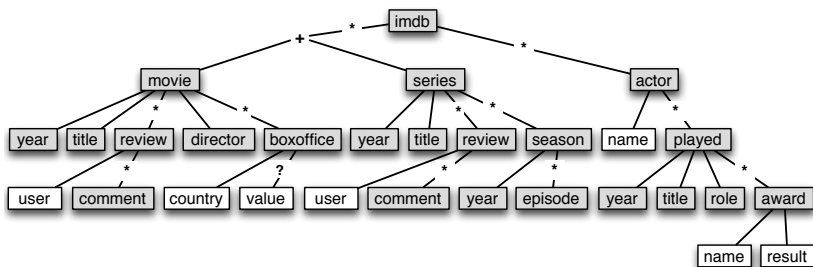 imdb
* *
+
movie series actor
* * * * *
year title review director boxoffice year title review season name played
* ? * * *
user comment country value user comment year episode year title role award
name result